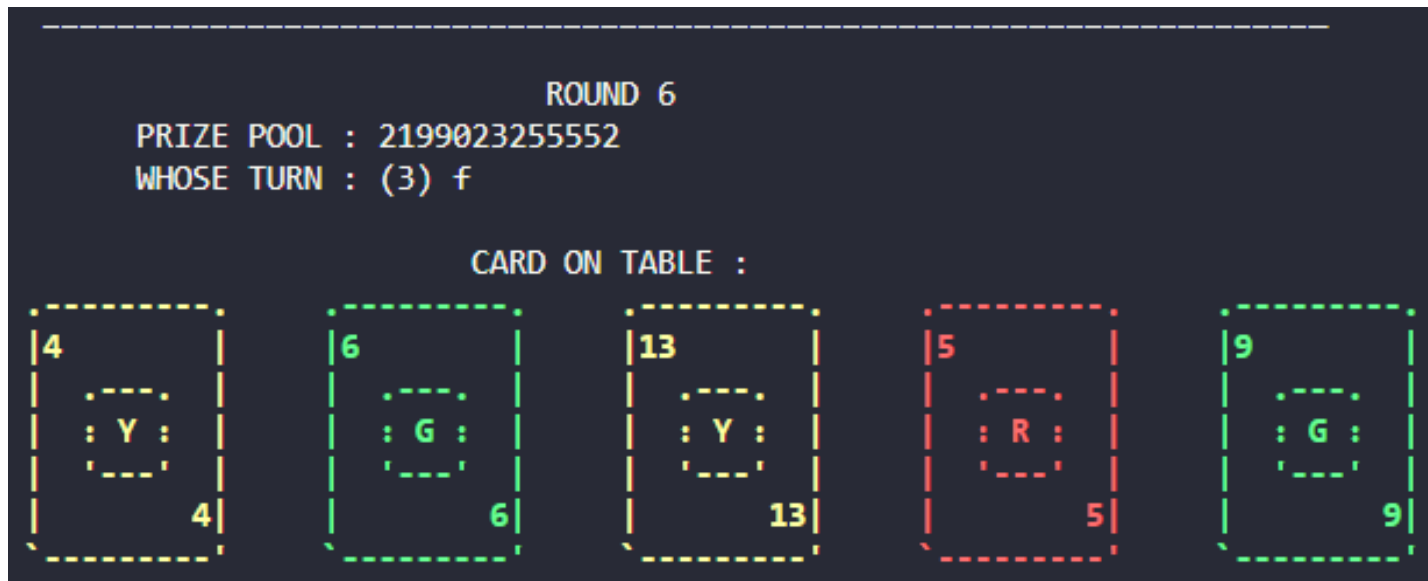 ROUND 6
PRIZE POOL : 2199023255552
WHOSE TURN : (3) f
CARD ON TABLE :
4 6 13 5 9
Y G Y R G
4 6 13 5 9